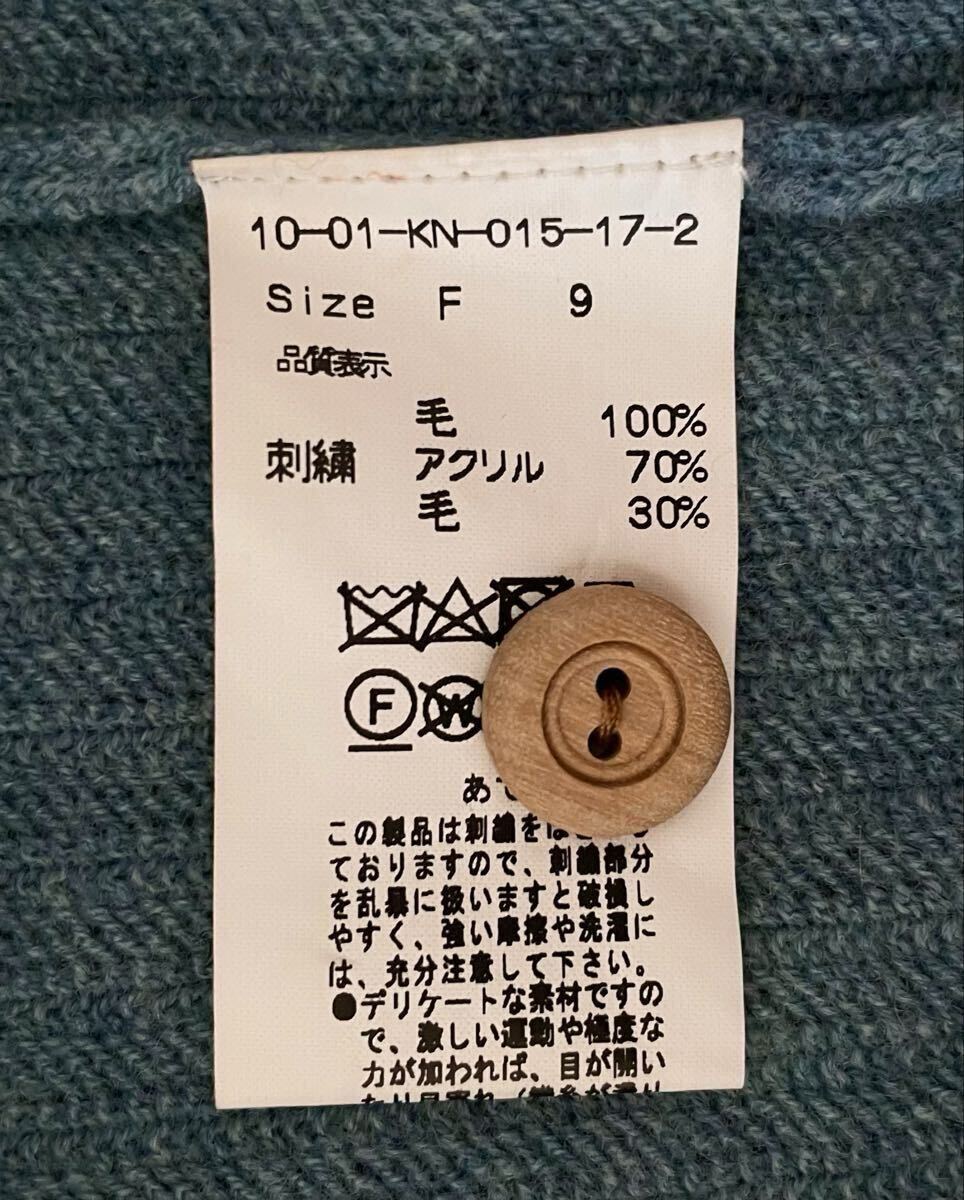 10-01-KN-015-17-2
Size F 9
品質表示
毛 100%
刺繍 アクリル 70%
毛 30%
F W
あて
この製品は刺繍をほ
ておりますので、刺繍部分
を乱暴に扱いますと破損し
やすく、強い摩擦や洗濯に
は、充分注意して下さい。
●デリケートな素材ですの
で、激しい運動や極度な
力が加われば、目が開い